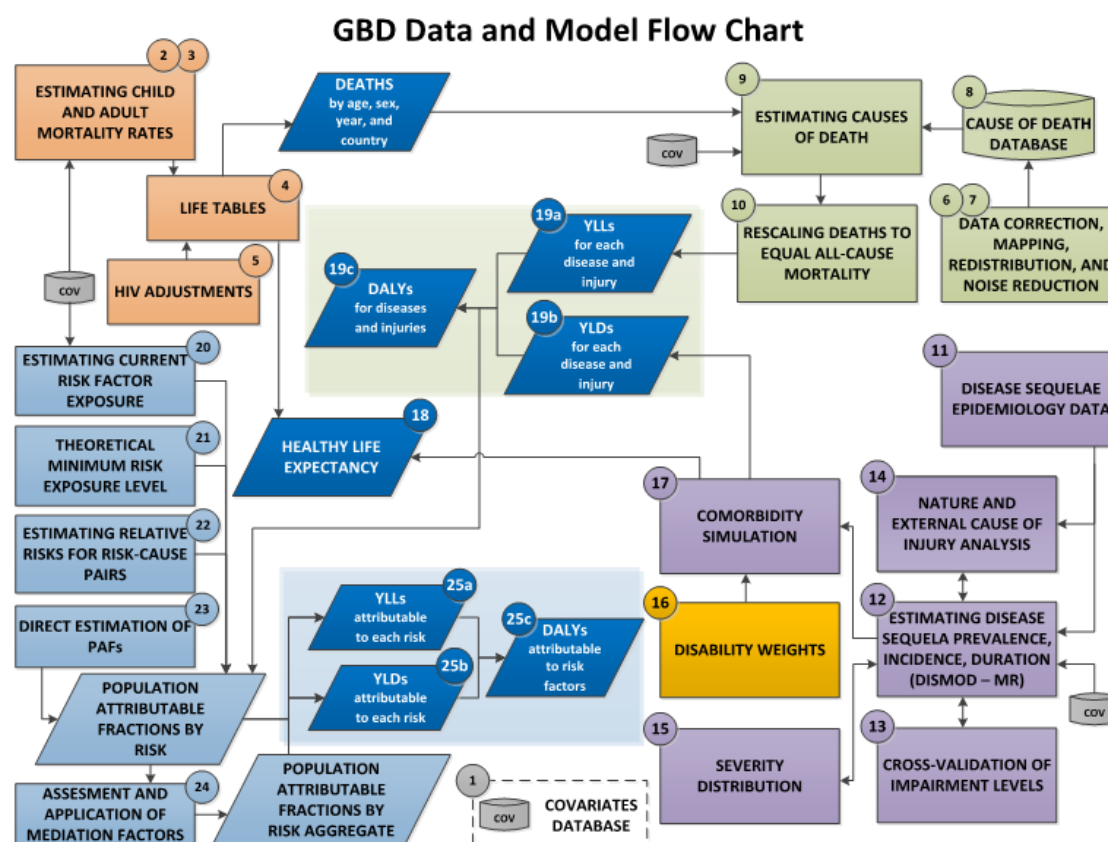 GBD Data and Model Flow Chart
2
3
ESTIMATING CHILD
AND ADULT
MORTALITY RATES
DEATHS
by age, sex,
year, and
country
9
ESTIMATING CAUSES
OF DEATH
8
CAUSE OF DEATH
DATABASE
COV
4
LIFE TABLES
5
HIV ADJUSTMENTS
COV
19a
YLLs
for each
disease and
injury
10
RESCALING DEATHS TO
EQUAL ALL-CAUSE
MORTALITY
6
7
DATA CORRECTION,
MAPPING,
REDISTRIBUTION, AND
NOISE REDUCTION
19c
DALYs
for diseases
and injuries
19b
YLDs
for each
disease and
injury
20
ESTIMATING CURRENT
RISK FACTOR
EXPOSURE
11
DISEASE SEQUELAE
EPIDEMIOLOGY DATA
18
HEALTHY LIFE
EXPECTANCY
21
THEORETICAL
MINIMUM RISK
EXPOSURE LEVEL
17
COMORBIDITY
SIMULATION
14
NATURE AND
EXTERNAL CAUSE OF
INJURY ANALYSIS
22
ESTIMATING RELATIVE
RISKS FOR RISK-CAUSE
PAIRS
23
DIRECT ESTIMATION OF
PAFs
25a
YLLs
attributable
to each risk
25b
YLDs
attributable
to each risk
25c
DALYs
attributable
to risk
factors
16
DISABILITY WEIGHTS
12
ESTIMATING DISEASE
SEQUELA PREVALENCE,
INCIDENCE, DURATION
(DISMOD – MR)
COV
POPULATION
ATTRIBUTABLE
FRACTIONS BY
RISK
15
SEVERITY
DISTRIBUTION
13
CROSS-VALIDATION OF
IMPAIRMENT LEVELS
24
ASSESMENT AND
APPLICATION OF
MEDIATION FACTORS
POPULATION
ATTRIBUTABLE
FRACTIONS BY
RISK AGGREGATE
1
COV
COVARIATES
DATABASE